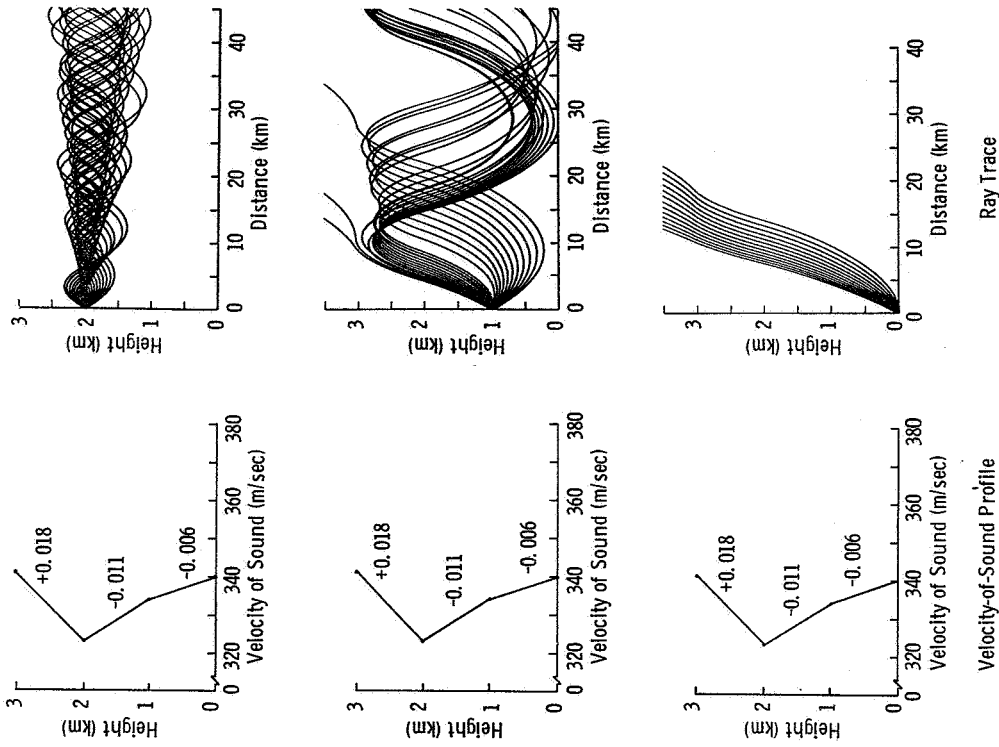 Height (km)
3
2
1
0
+0.018
-0.011
-0.006
0 320 340 360 380
Velocity of Sound (m/sec)
Height (km)
3
2
1
0
0 10 20 30 40
Distance (km)
Height (km)
3
2
1
0
+0.018
-0.011
-0.006
0 320 340 360 380
Velocity of Sound (m/sec)
Height (km)
3
2
1
0
0 10 20 30 40
Distance (km)
Height (km)
3
2
1
0
+0.018
-0.011
-0.006
0 320 340 360 380
Velocity of Sound (m/sec)
Height (km)
3
2
1
0
0 10 20 30 40
Distance (km)
Velocity-of-Sound Profile
Ray Trace